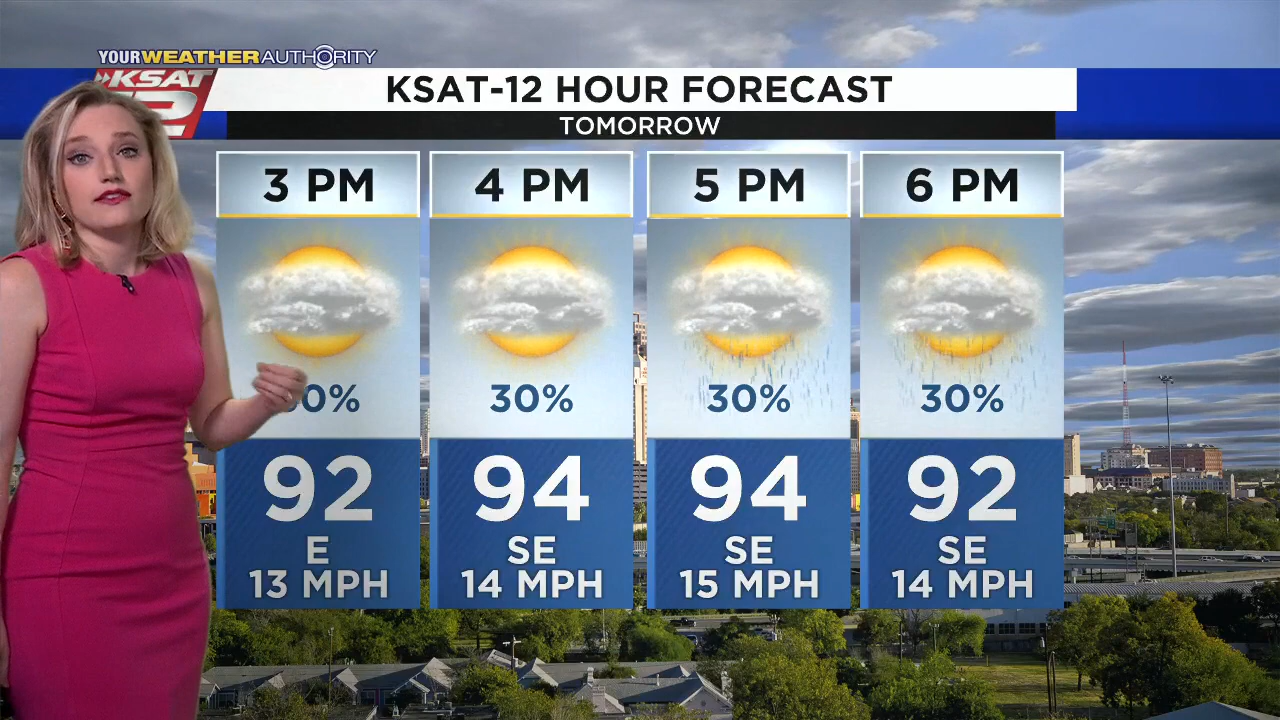 YOURWEATHERAUTHORITY
KSAT
12
KSAT-12 HOUR FORECAST
TOMORROW
3 PM
4 PM
5 PM
6 PM
30%
30%
30%
92
94
94
92
E
SE
SE
SE
13 MPH
14 MPH
15 MPH
14 MPH